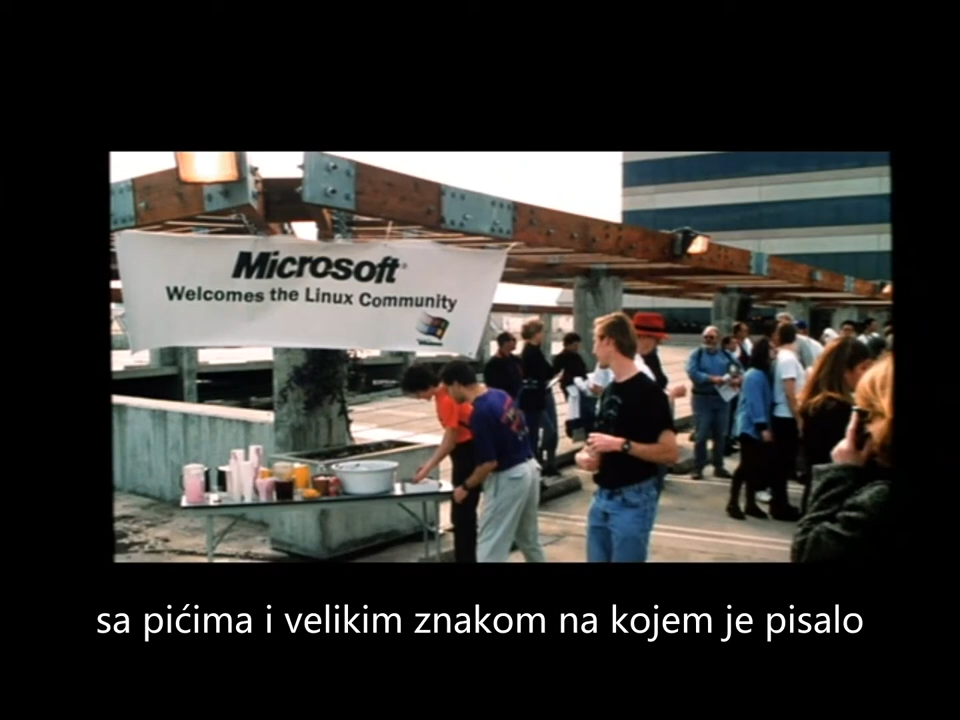 Microsoft®
Welcomes the Linux Community
sa pićima i velikim znakom na kojem je pisalo